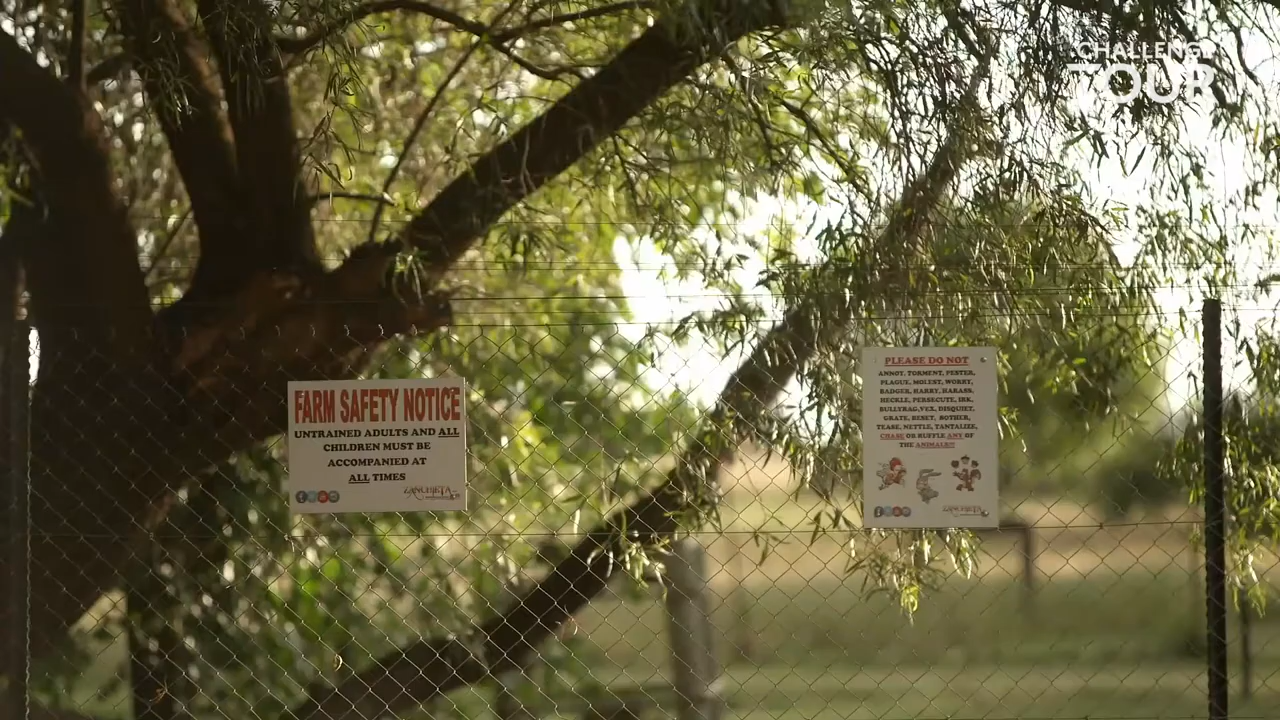 CHALLENGE
TOUR
FARM SAFETY NOTICE
UNTRAINED ADULTS AND ALL
CHILDREN MUST BE
ACCOMPANIED AT
ALL TIMES
PLEASE DO NOT
ANNOY, TORMENT, PESTER,
PLAGUE, MOLEST, WORRY,
BADGER, HARRY, HARASS,
HECKLE, PERSECUTE, IRK,
BULLYRAG,VEX, DISQUIET,
GRATE, BESET, BOTHER,
TEASE, NETTLE, TANTALIZE,
CHASE OR RUFFLE ANY OF
THE ANIMALS!!!